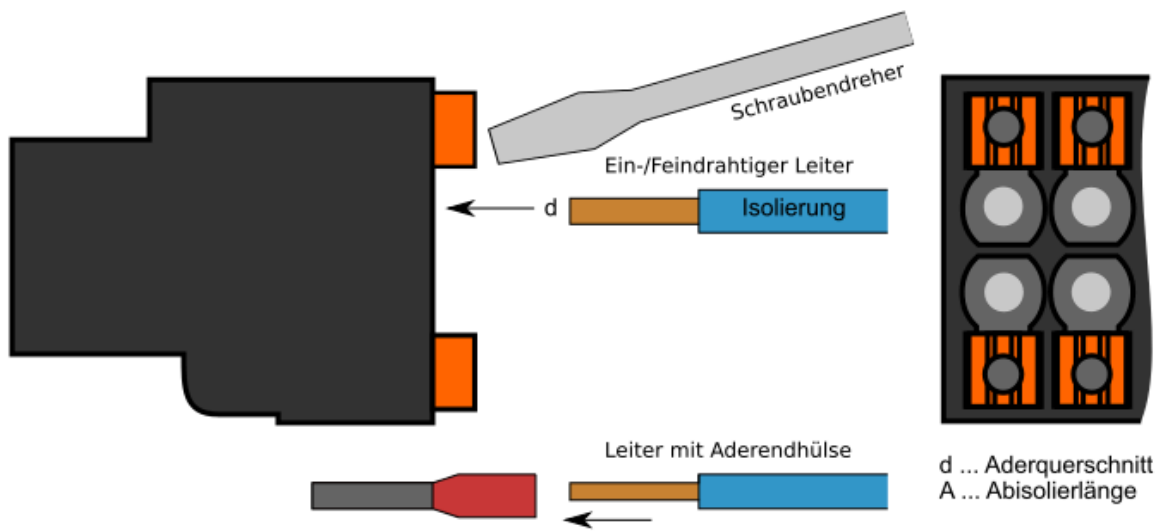 Schraubendreher
Ein-/Feindrahtiger Leiter
d
Isolierung
Leiter mit Aderendhülse
d ... Aderquerschnitt
A ... Abisolierlänge